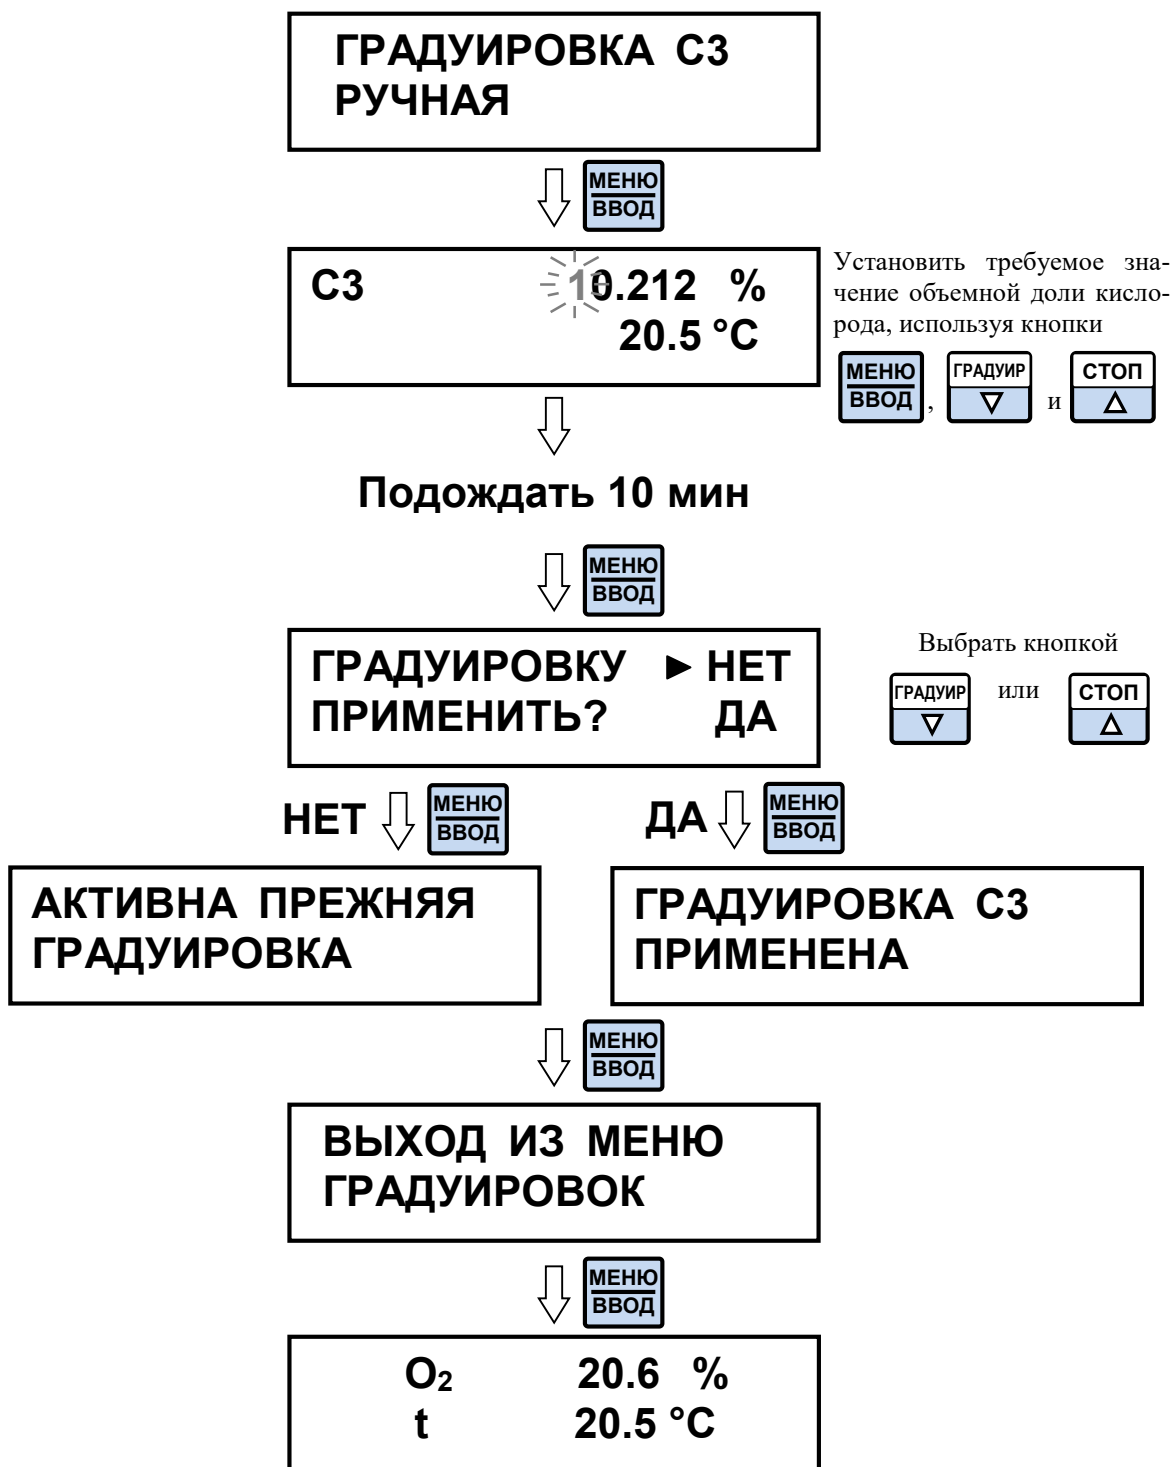 ГРАДУИРОВКА С3
РУЧНАЯ
МЕНЮ
ВВОД
С3 10.212 %
20.5 °С
Установить требуемое зна-
чение объемной доли кисло-
рода, используя кнопки
МЕНЮ
ВВОД
,
ГРАДУИР
▽
и
СТОП
△
Подождать 10 мин
МЕНЮ
ВВОД
ГРАДУИРОВКУ ► НЕТ
ПРИМЕНИТЬ? ДА
Выбрать кнопкой
ГРАДУИР
▽
или
СТОП
△
НЕТ
МЕНЮ
ВВОД
ДА
МЕНЮ
ВВОД
АКТИВНА ПРЕЖНЯЯ
ГРАДУИРОВКА
ГРАДУИРОВКА С3
ПРИМЕНЕНА
МЕНЮ
ВВОД
ВЫХОД ИЗ МЕНЮ
ГРАДУИРОВОК
МЕНЮ
ВВОД
O₂ 20.6 %
t 20.5 °С